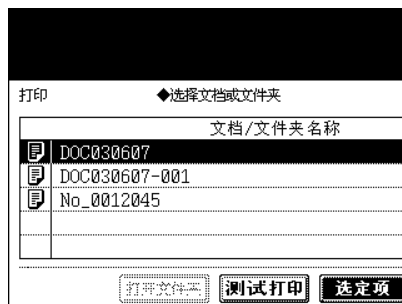 打印 ◆选择文档或文件夹
文档/文件夹名称
DOC030607
DOC030607-001
No_0012045
打开文件夹 测试打印 选定项